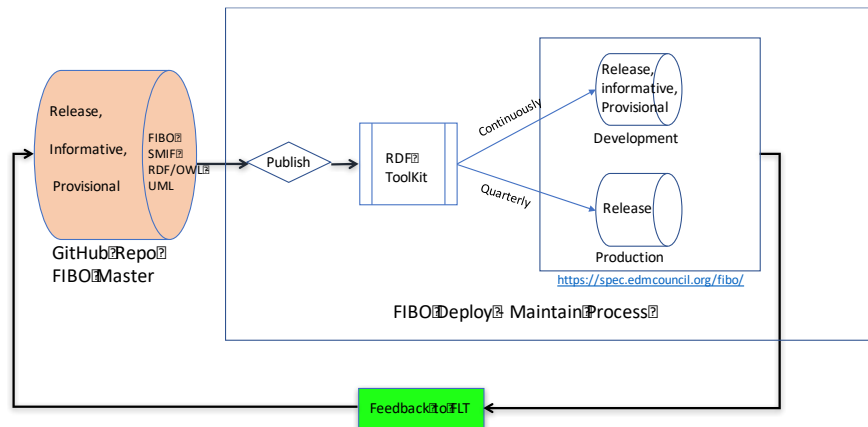 Release,
Informative,
Provisional
FIBO
SMIF
RDF/OWL
UML
GitHub Repo
FIBO Master
Publish
RDF
ToolKit
Continuously
Quarterly
Release,
informative,
Provisional
Development
Release
Production
https://spec.edmcouncil.org/fibo/
FIBO Deploy - Maintain Process
Feedback to FLT